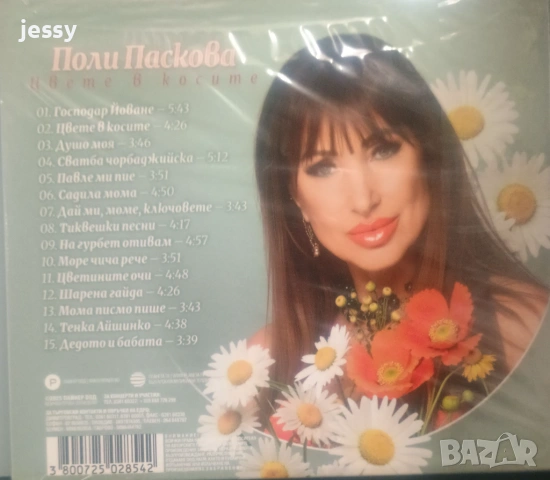 jessy
Поли Паскова
Цвете в косите
01. Господар Йоване – 5,43
02. Цвете в косите – 4:26
03. Душо моя – 3:46
04. Сватба чорбаджийска – 5:12
05. Павле ми пие – 3:51
06. Садила мома – 4:50
07. Дай ми, моме, ключовете – 3:43
08. Тиквешки песни – 4:17
09. На гурбет отивам – 4:57
10. Море чича рече – 3:51
11. Цветините очи – 4:48
12. Шарена гайда – 4:26
13. Мома писмо пише – 3:43
14. Тенка Айшинко – 4:38
15. Дедото и бабата – 3:39
3 800725 028542
BAZAR